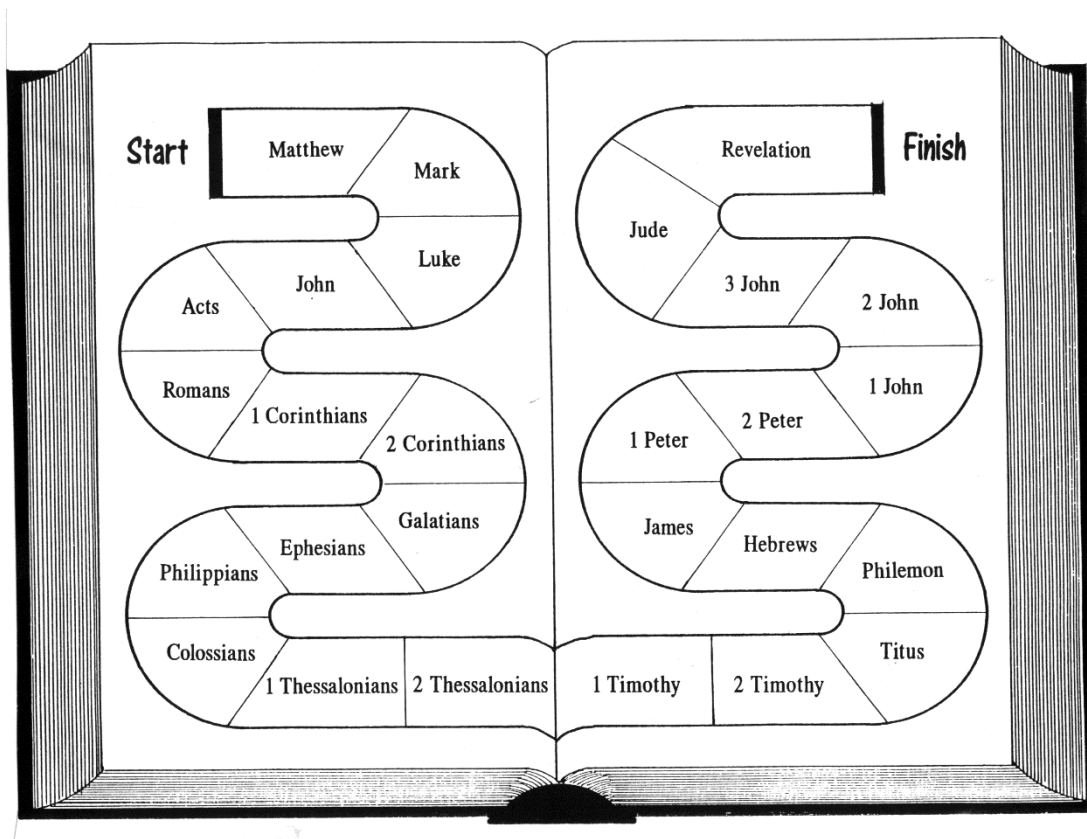 Start
Matthew
Mark
Luke
John
Acts
Romans
1 Corinthians
2 Corinthians
Galatians
Ephesians
Philippians
Colossians
1 Thessalonians
2 Thessalonians
1 Timothy
2 Timothy
Titus
Philemon
Hebrews
James
1 Peter
2 Peter
1 John
2 John
3 John
Jude
Revelation
Finish